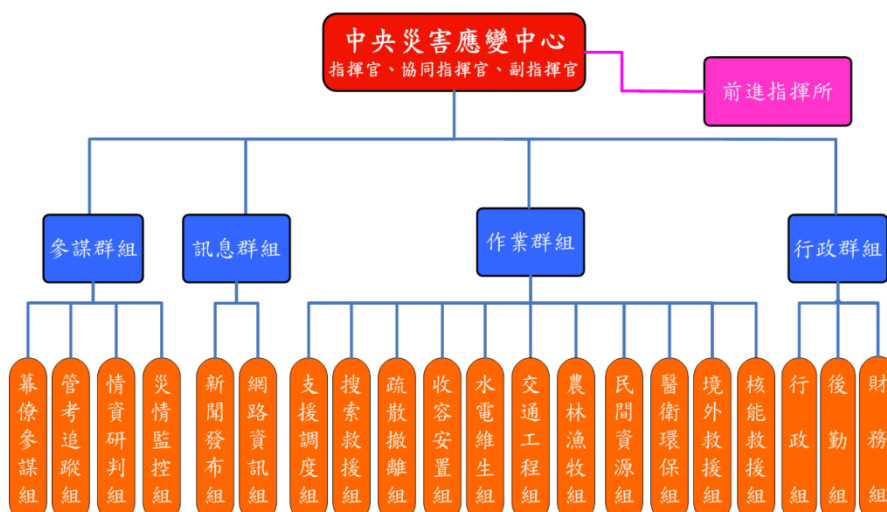 中央災害應變中心
指揮官、協同指揮官、副指揮官
前進指揮所
參謀群組
訊息群組
作業群組
行政群組
幕僚參謀組
管考追蹤組
情資研判組
災情監控組
新聞發布組
網路資訊組
支援調度組
搜索救援組
疏散撤離組
收容安置組
水電維生組
交通工程組
農林漁牧組
民間資源組
醫衛環保組
境外救援組
核能救援組
行政組
後勤組
財務組